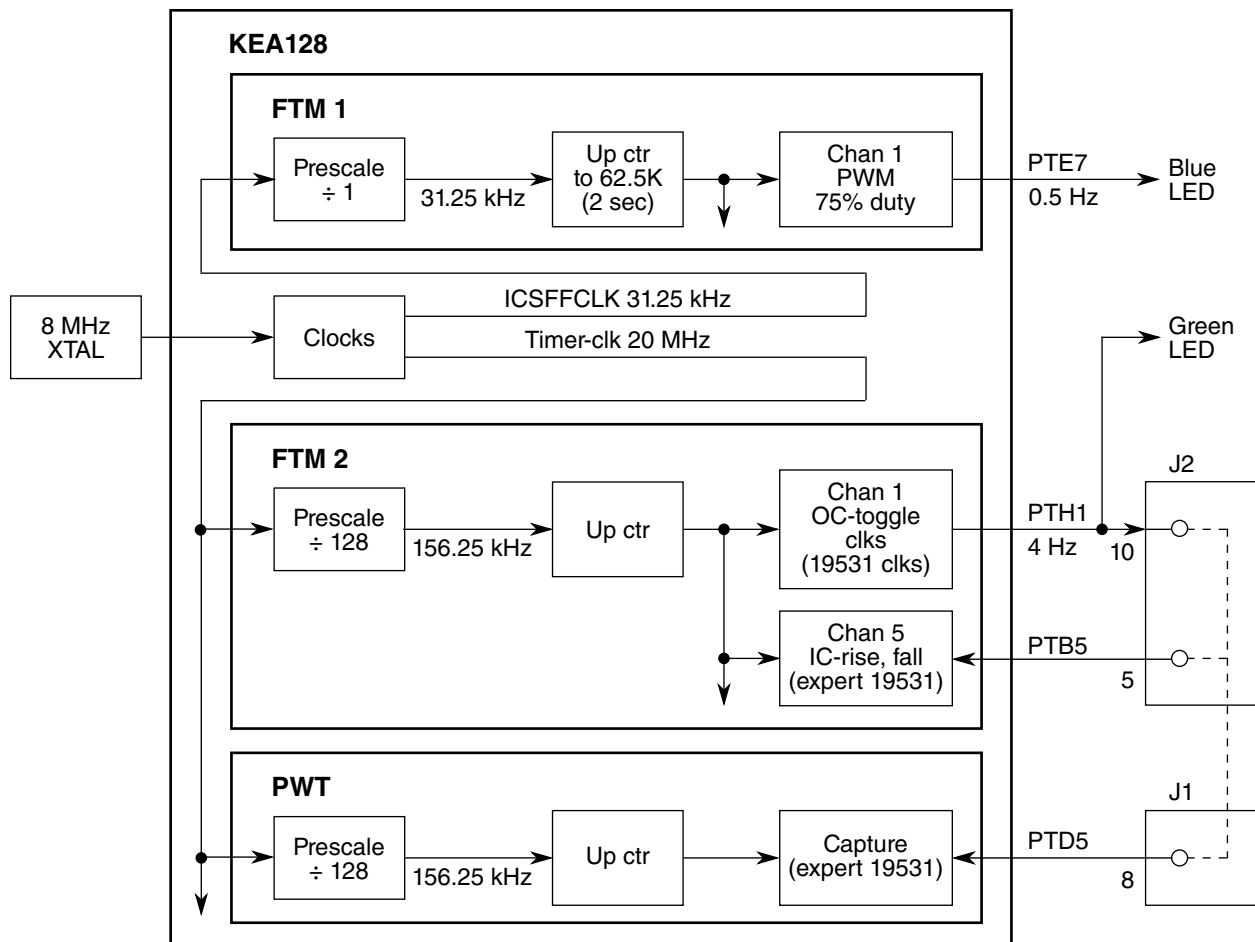 KEA128
FTM 1
Prescale
÷ 1
31.25 kHz
Up ctr
to 62.5K
(2 sec)
Chan 1
PWM
75% duty
PTE7
0.5 Hz
Blue
LED
8 MHz
XTAL
Clocks
ICSFFCLK 31.25 kHz
Timer-clk 20 MHz
Green
LED
FTM 2
Prescale
÷ 128
156.25 kHz
Up ctr
Chan 1
OC-toggle
clks
(19531 clks)
PTH1
4 Hz
J2
10
Chan 5
IC-rise, fall
(expert 19531)
PTB5
5
PWT
Prescale
÷ 128
156.25 kHz
Up ctr
Capture
(expert 19531)
PTD5
J1
8